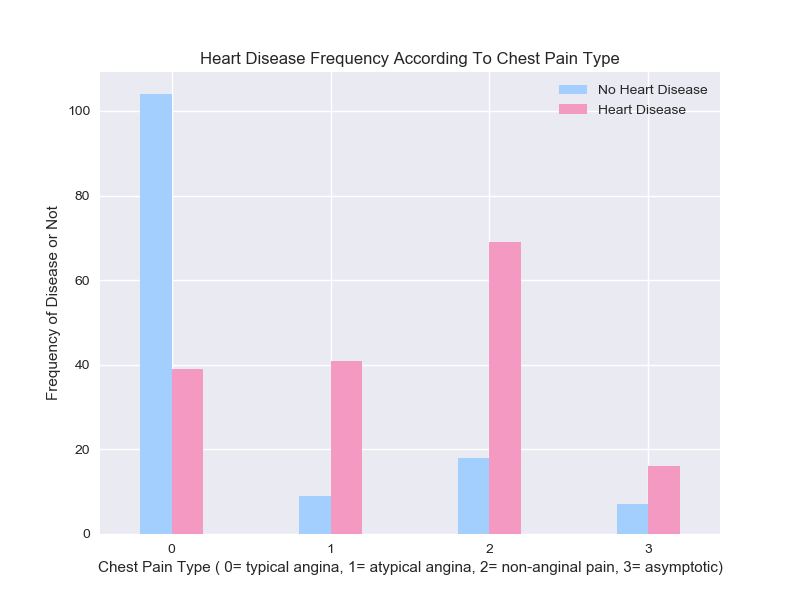 Heart Disease Frequency According To Chest Pain Type
No Heart Disease
Heart Disease
Frequency of Disease or Not
100
80
60
40
20
0
0 1 2 3
Chest Pain Type ( 0= typical angina, 1= atypical angina, 2= non-anginal pain, 3= asymptotic)